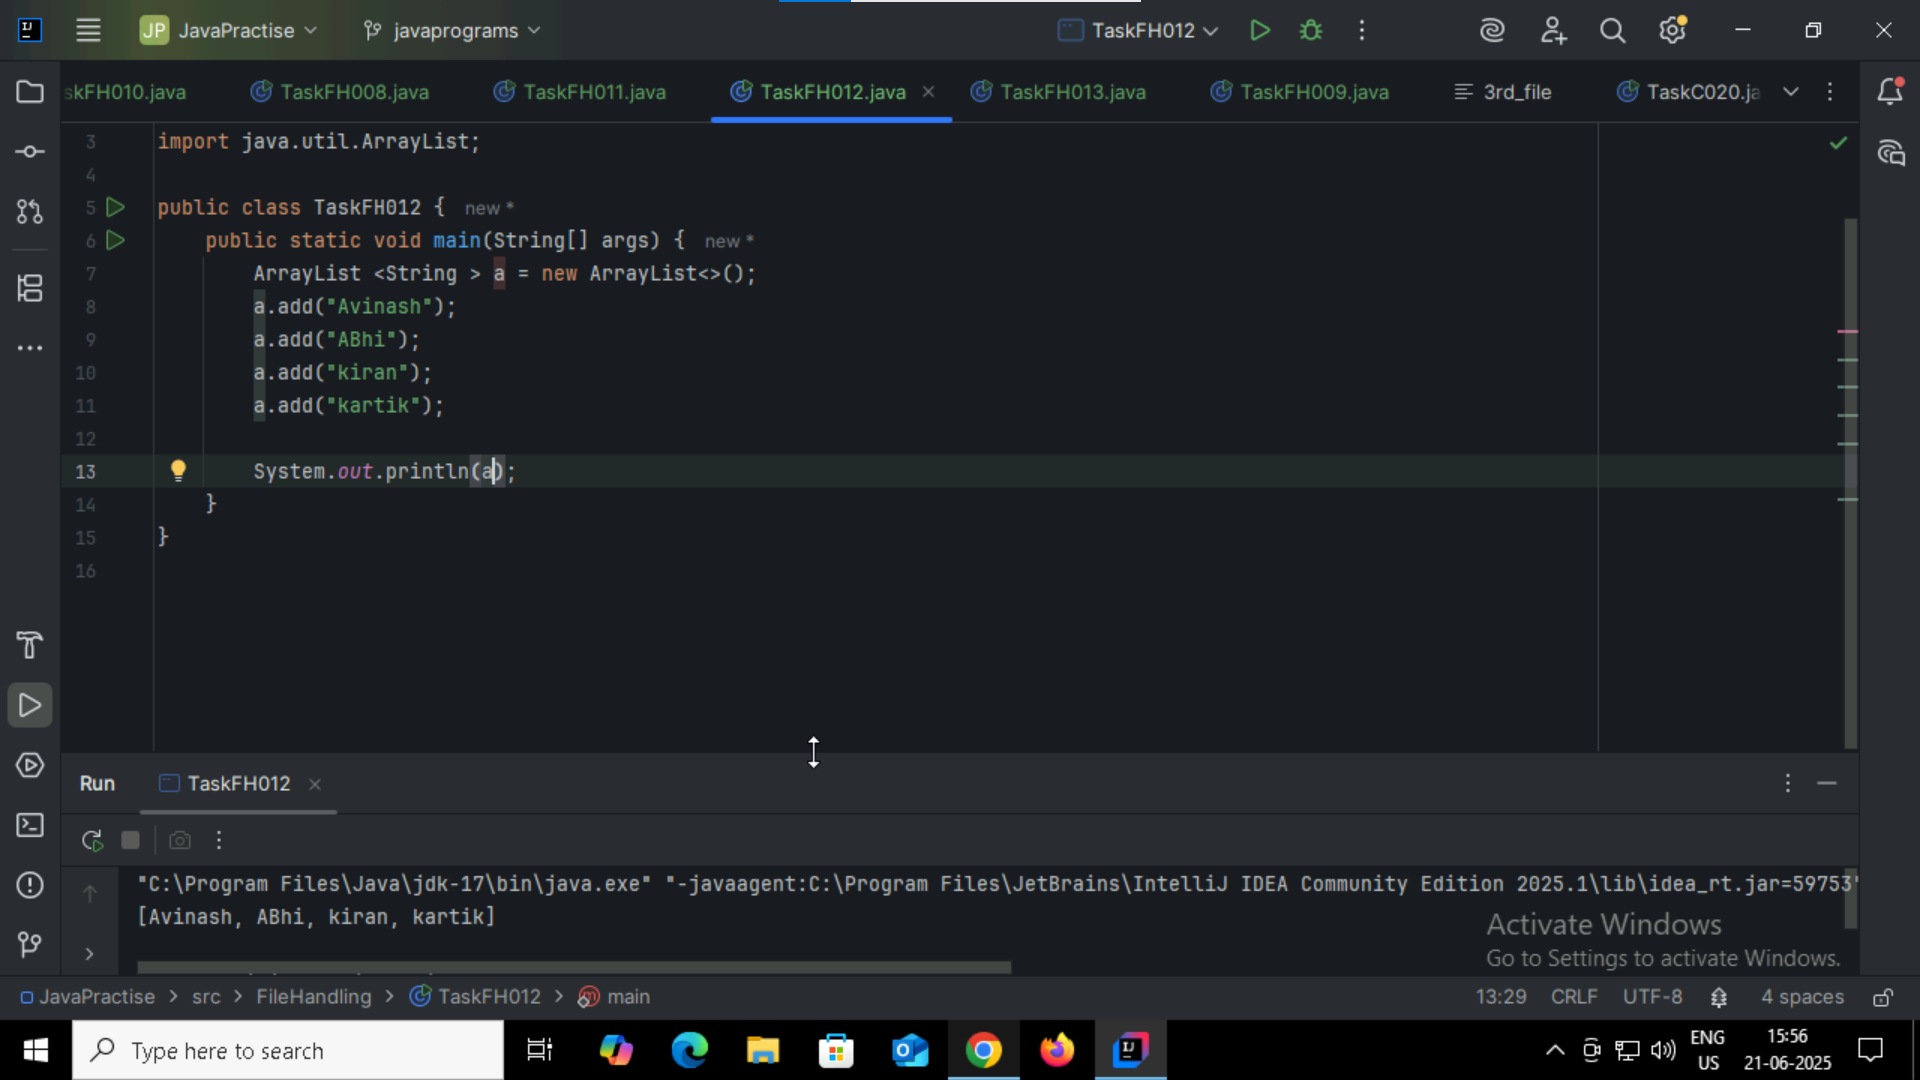 JP JavaPractise
javaprograms
TaskFH012
skFH010.java
TaskFH008.java
TaskFH011.java
TaskFH012.java
TaskFH013.java
TaskFH009.java
3rd_file
TaskC020.ja
3 import java.util.ArrayList;
4
5 public class TaskFH012 { new *
6 public static void main(String[] args) { new *
7 ArrayList <String > a = new ArrayList<>();
8 a.add("Avinash");
9 a.add("ABhi");
10 a.add("kiran");
11 a.add("kartik");
12
13 System.out.println(a);
14 }
15 }
16
Run TaskFH012
"C:\Program Files\Java\jdk-17\bin\java.exe" "-javaagent:C:\Program Files\JetBrains\IntelliJ IDEA Community Edition 2025.1\lib\idea_rt.jar=59753"
[Avinash, ABhi, kiran, kartik]
Activate Windows
Go to Settings to activate Windows.
JavaPractise > src > FileHandling > TaskFH012 > main
13:29 CRLF UTF-8 4 spaces
Type here to search
ENG
US
15:56
21-06-2025